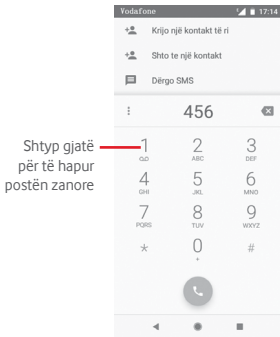 Vodafone 17:14
Krijo një kontakt të ri
Shto te një kontakt
Dërgo SMS
456
Shtyp gjatë
për të hapur
postën zanore
1 2 3
ABC DEF
4 5 6
GHI JKL MNO
7 8 9
PQRS TUV WXYZ
* 0 #
+